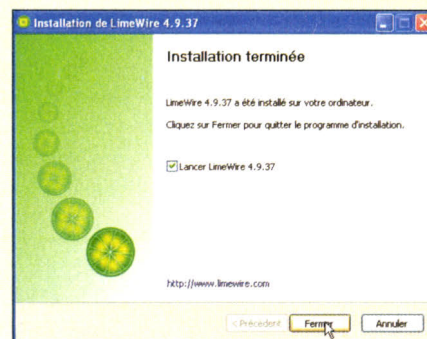 Installation de LimeWire 4.9.37
Installation terminée
LimeWire 4.9.37 a été installé sur votre ordinateur.
Cliquez sur Fermer pour quitter le programme d'installation.
Lancer LimeWire 4.9.37
http://www.limewire.com
< Précédent Fermer Annuler